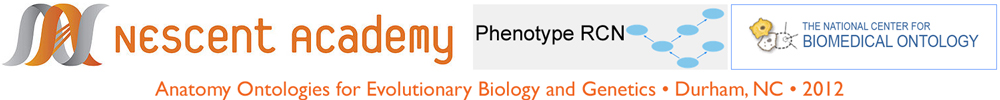 NESCENT ACADEMY
Phenotype RCN
THE NATIONAL CENTER FOR
BIOMEDICAL ONTOLOGY
Anatomy Ontologies for Evolutionary Biology and Genetics • Durham, NC • 2012